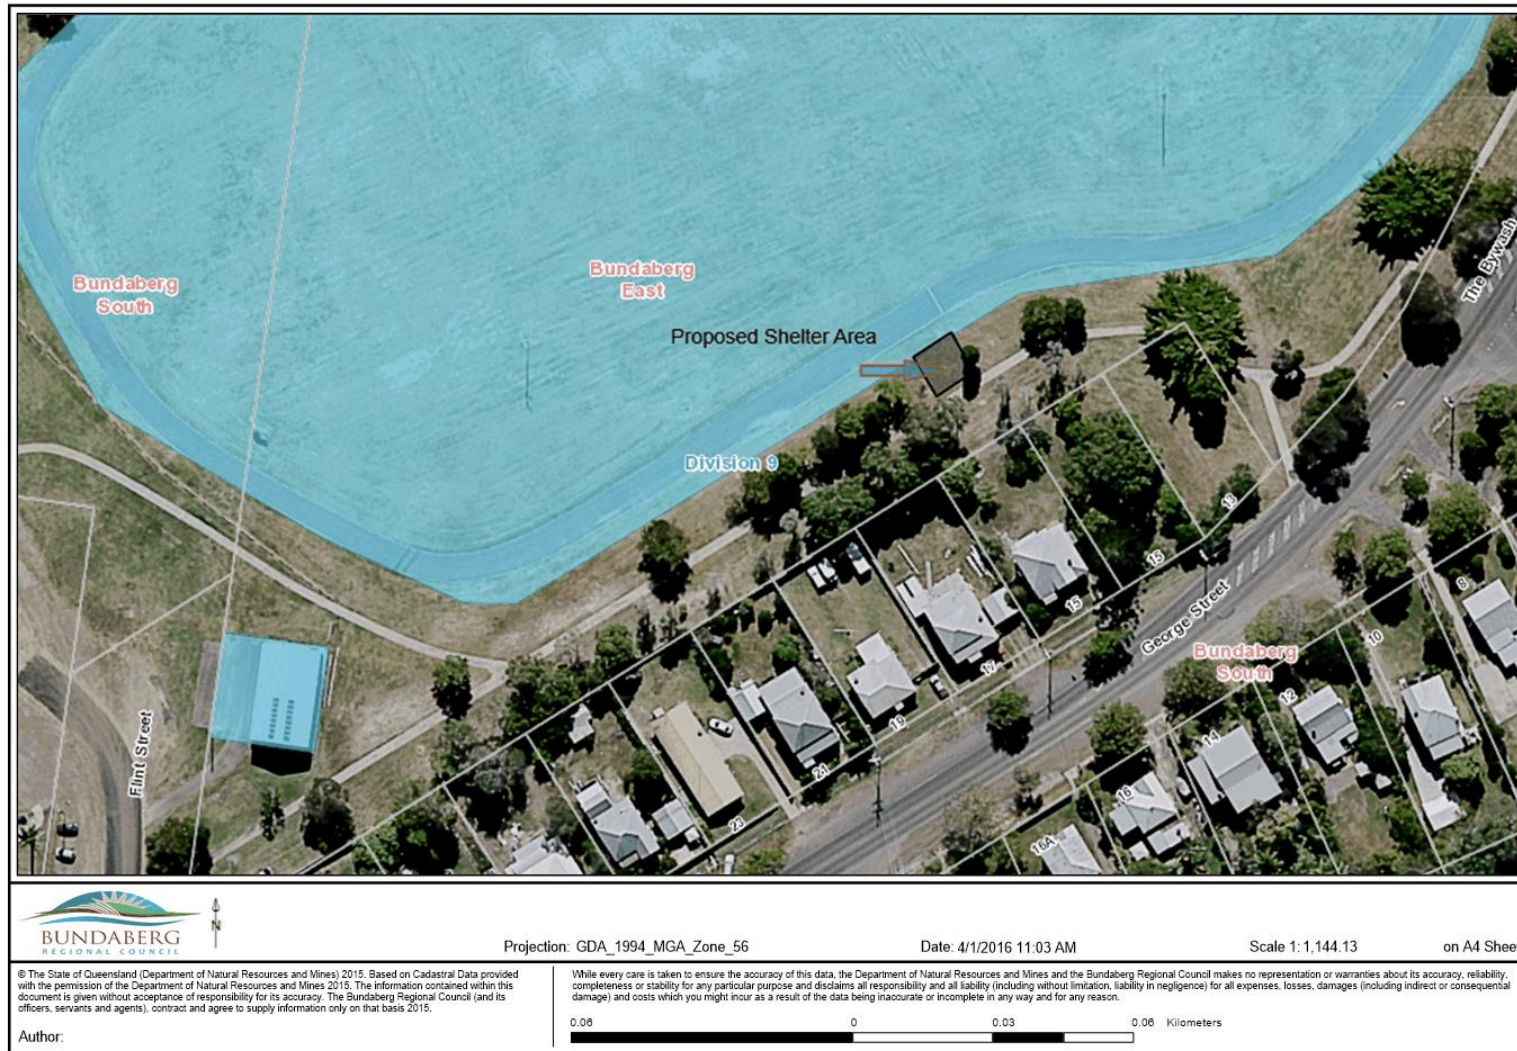 Bundaberg
South
Bundaberg
East
Proposed Shelter Area
The Bywash
Division 9
13
15
15
George Street
17
Bundaberg
South
8
10
12
14
16
16A
19
21
23
Flint Street
BUNDABERG
REGIONAL COUNCIL
N
Projection: GDA_1994_MGA_Zone_56
Date: 4/1/2016 11:03 AM
Scale 1: 1,144.13
on A4 Sheet
© The State of Queensland (Department of Natural Resources and Mines) 2015. Based on Cadastral Data provided
with the permission of the Department of Natural Resources and Mines 2015. The information contained within this
document is given without acceptance of responsibility for its accuracy. The Bundaberg Regional Council (and its
officers, servants and agents), contract and agree to supply information only on that basis 2015.
Author:
While every care is taken to ensure the accuracy of this data, the Department of Natural Resources and Mines and the Bundaberg Regional Council makes no representation or warranties about its accuracy, reliability,
completeness or stability for any particular purpose and disclaims all responsibility and all liability (including without limitation, liability in negligence) for all expenses, losses, damages (including indirect or consequential
damage) and costs which you might incur as a result of the data being inaccurate or incomplete in any way and for any reason.
0.06 0 0.03 0.06 Kilometers